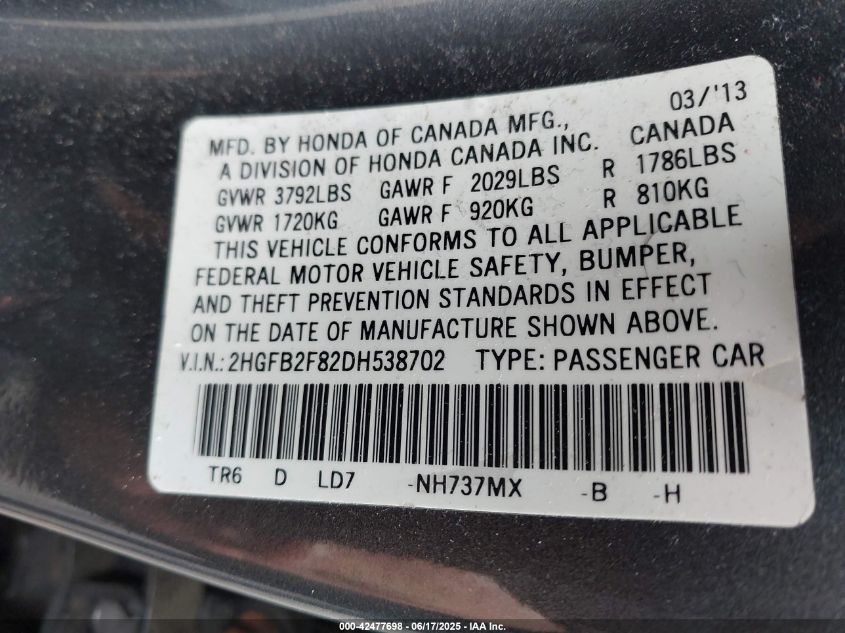 03/'13
MFD. BY HONDA OF CANADA MFG., CANADA
A DIVISION OF HONDA CANADA INC.
GVWR 3792LBS GAWR F 2029LBS R 1786LBS
GVWR 1720KG GAWR F 920KG R 810KG
THIS VEHICLE CONFORMS TO ALL APPLICABLE
FEDERAL MOTOR VEHICLE SAFETY, BUMPER,
AND THEFT PREVENTION STANDARDS IN EFFECT
ON THE DATE OF MANUFACTURE SHOWN ABOVE.
V.I.N.: 2HGFB2F82DH538702 TYPE: PASSENGER CAR
TR6 D LD7 -NH737MX -B -H
000-42477698 - 06/17/2025 - IAA Inc.